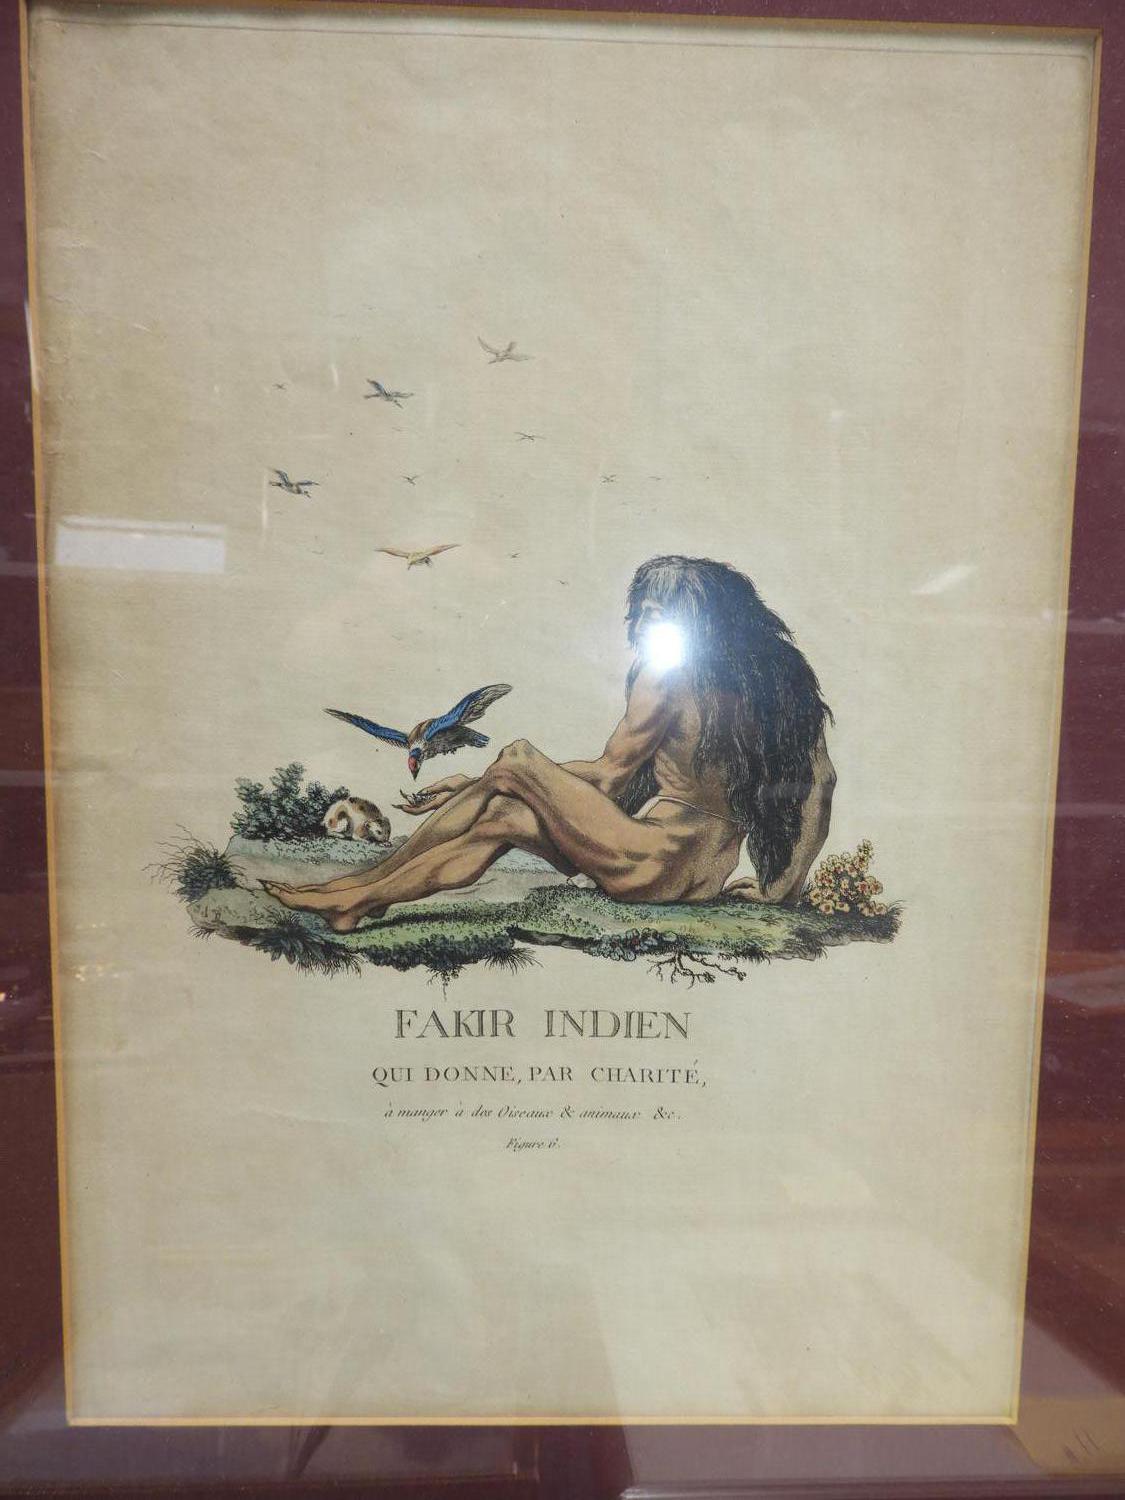 FAKIR INDIEN
QUI DONNE, PAR CHARITÉ,
à manger à des Oiseaux & animaux &c.
Figure 6.